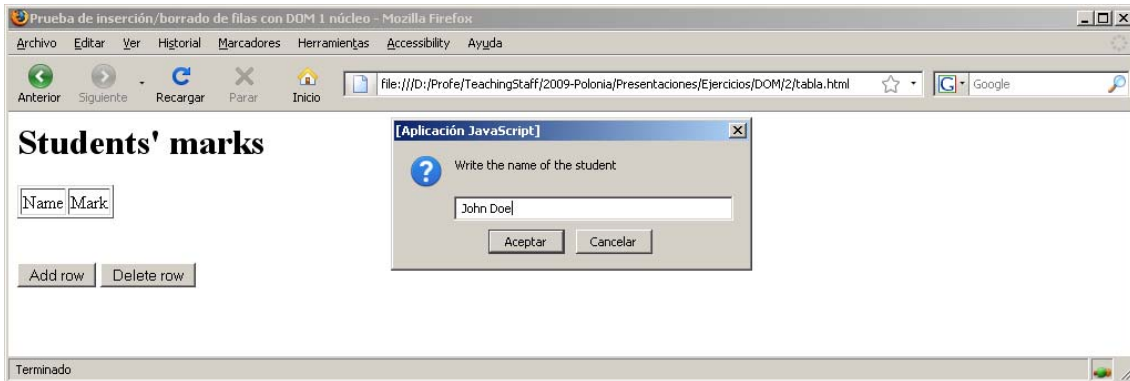 Prueba de inserción/borrado de filas con DOM 1 núcleo - Mozilla Firefox
Archivo Editar Ver Historial Marcadores Herramientas Accessibility Ayuda
Anterior Siguiente Recargar Parar Inicio
file:///D:/Profe/TeachingStaff/2009-Polonia/Presentaciones/Ejercicios/DOM/2/tabla.html
G Google
Students' marks
Name Mark
Add row Delete row
[Aplicación JavaScript]
Write the name of the student
John Doe
Aceptar Cancelar
Terminado